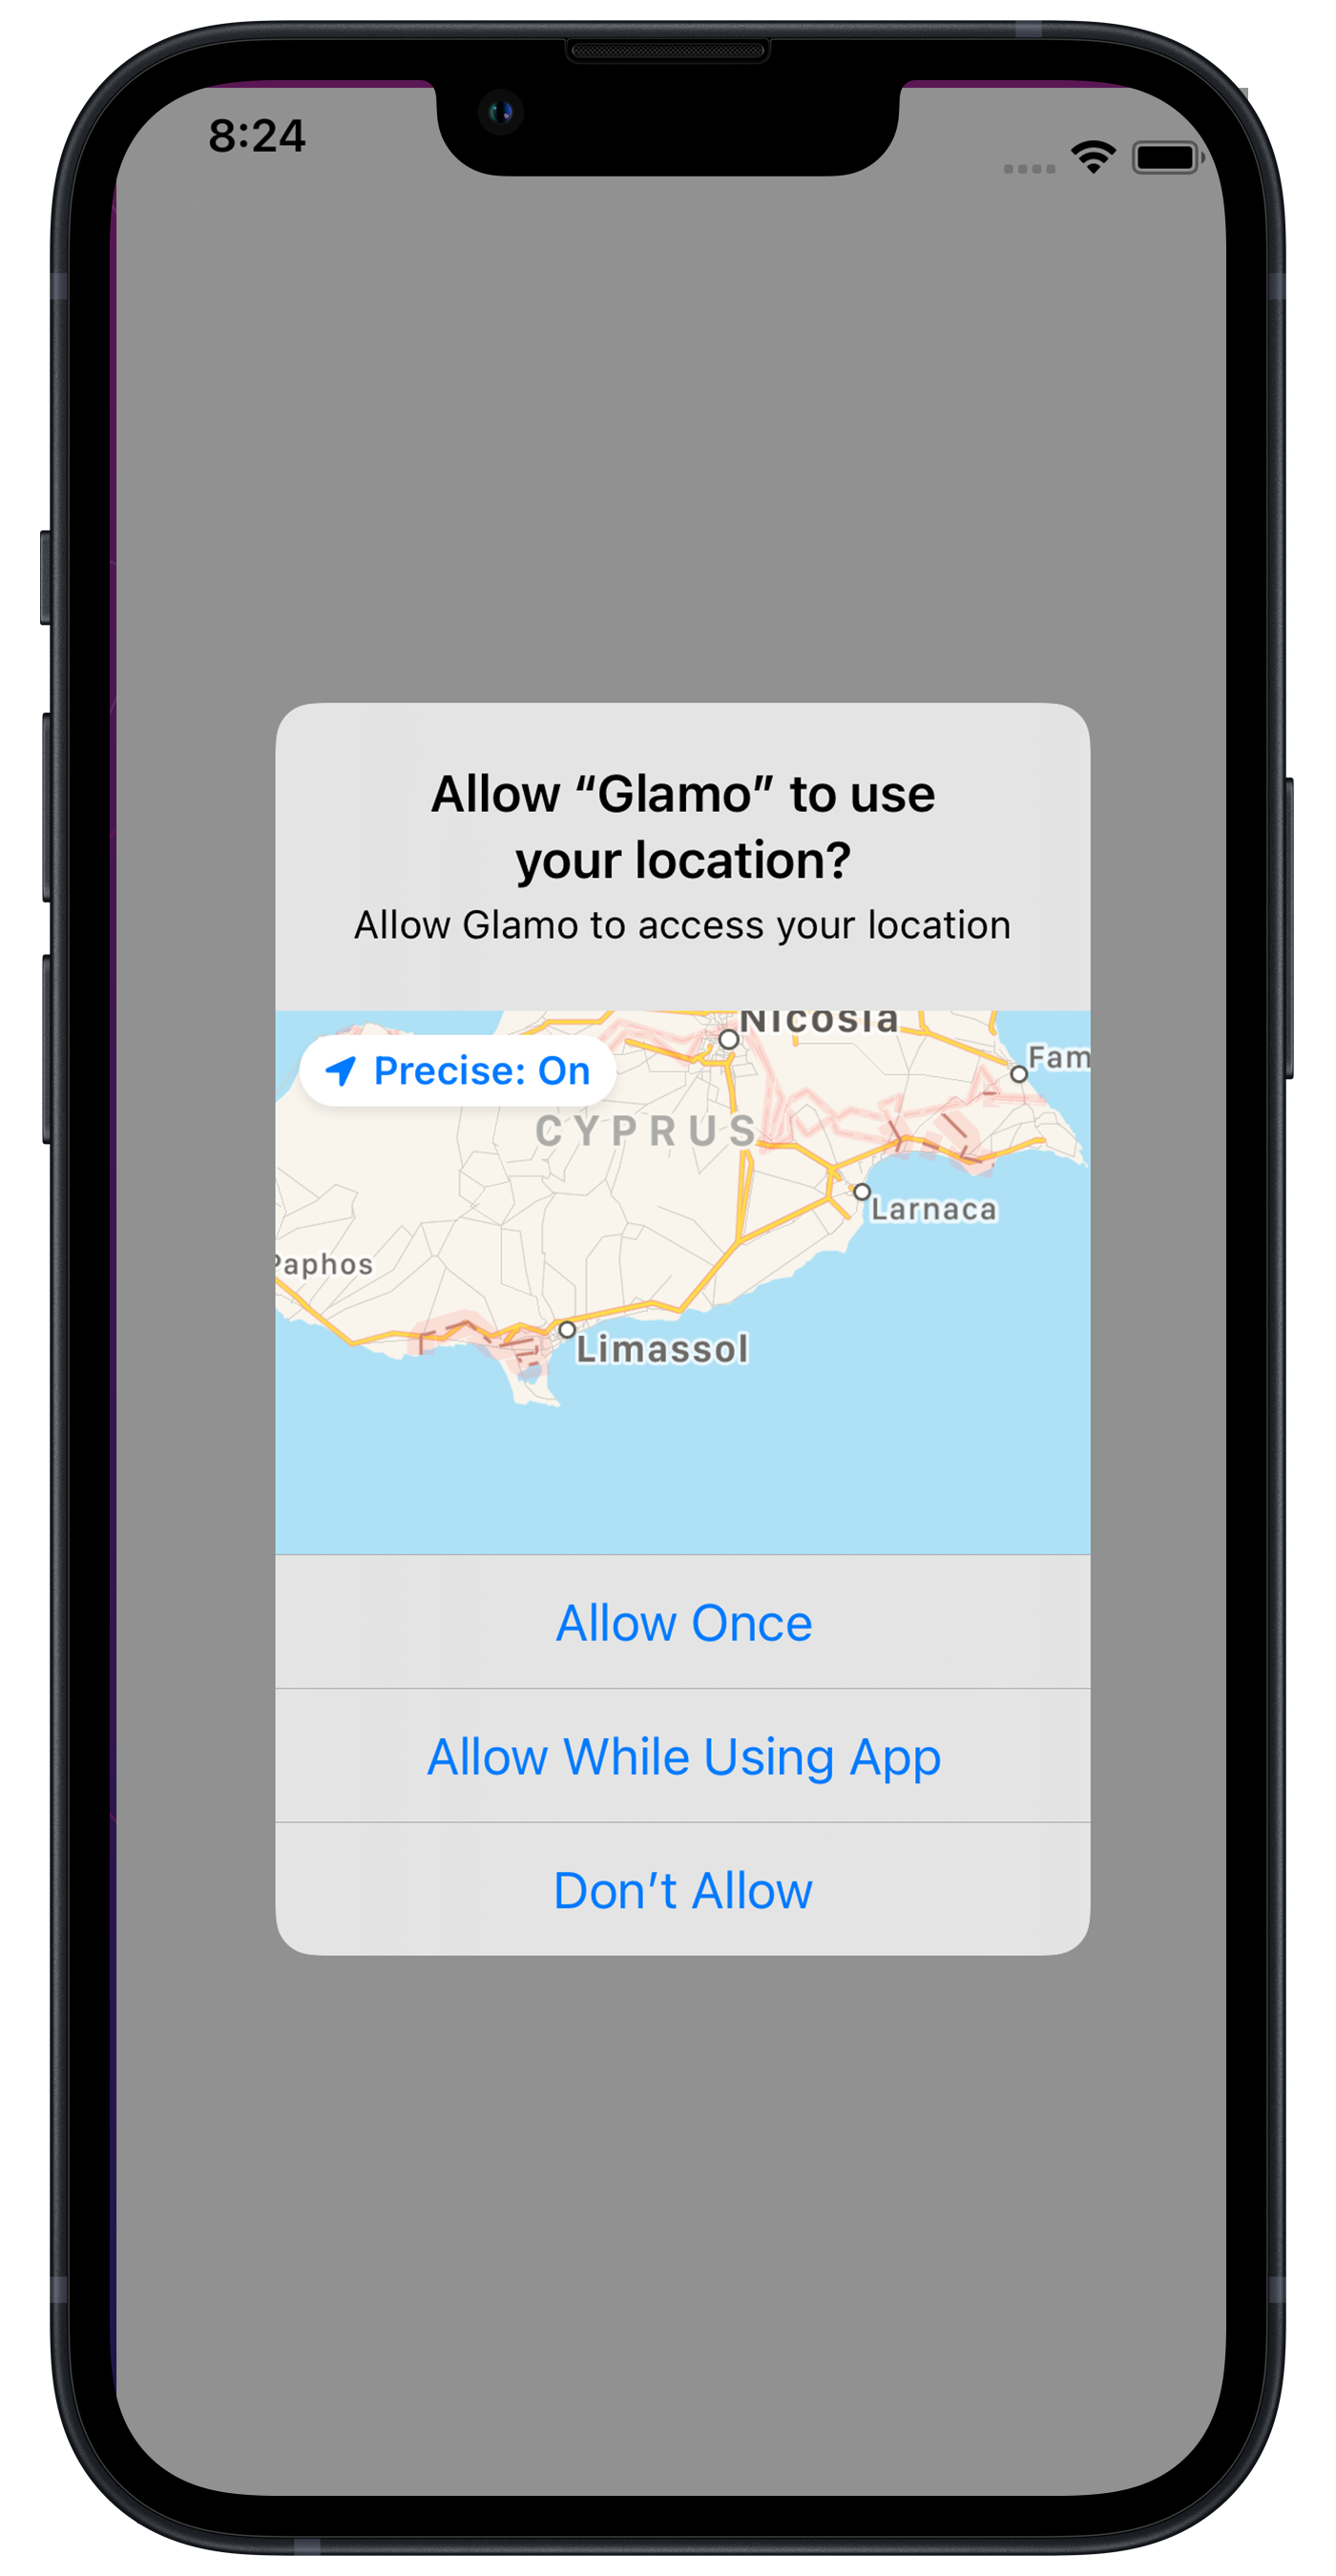 8:24
Allow “Glamo” to use
your location?
Allow Glamo to access your location
Nicosia
Precise: On
Fam
CYPRUS
Larnaca
Paphos
Limassol
Allow Once
Allow While Using App
Don’t Allow